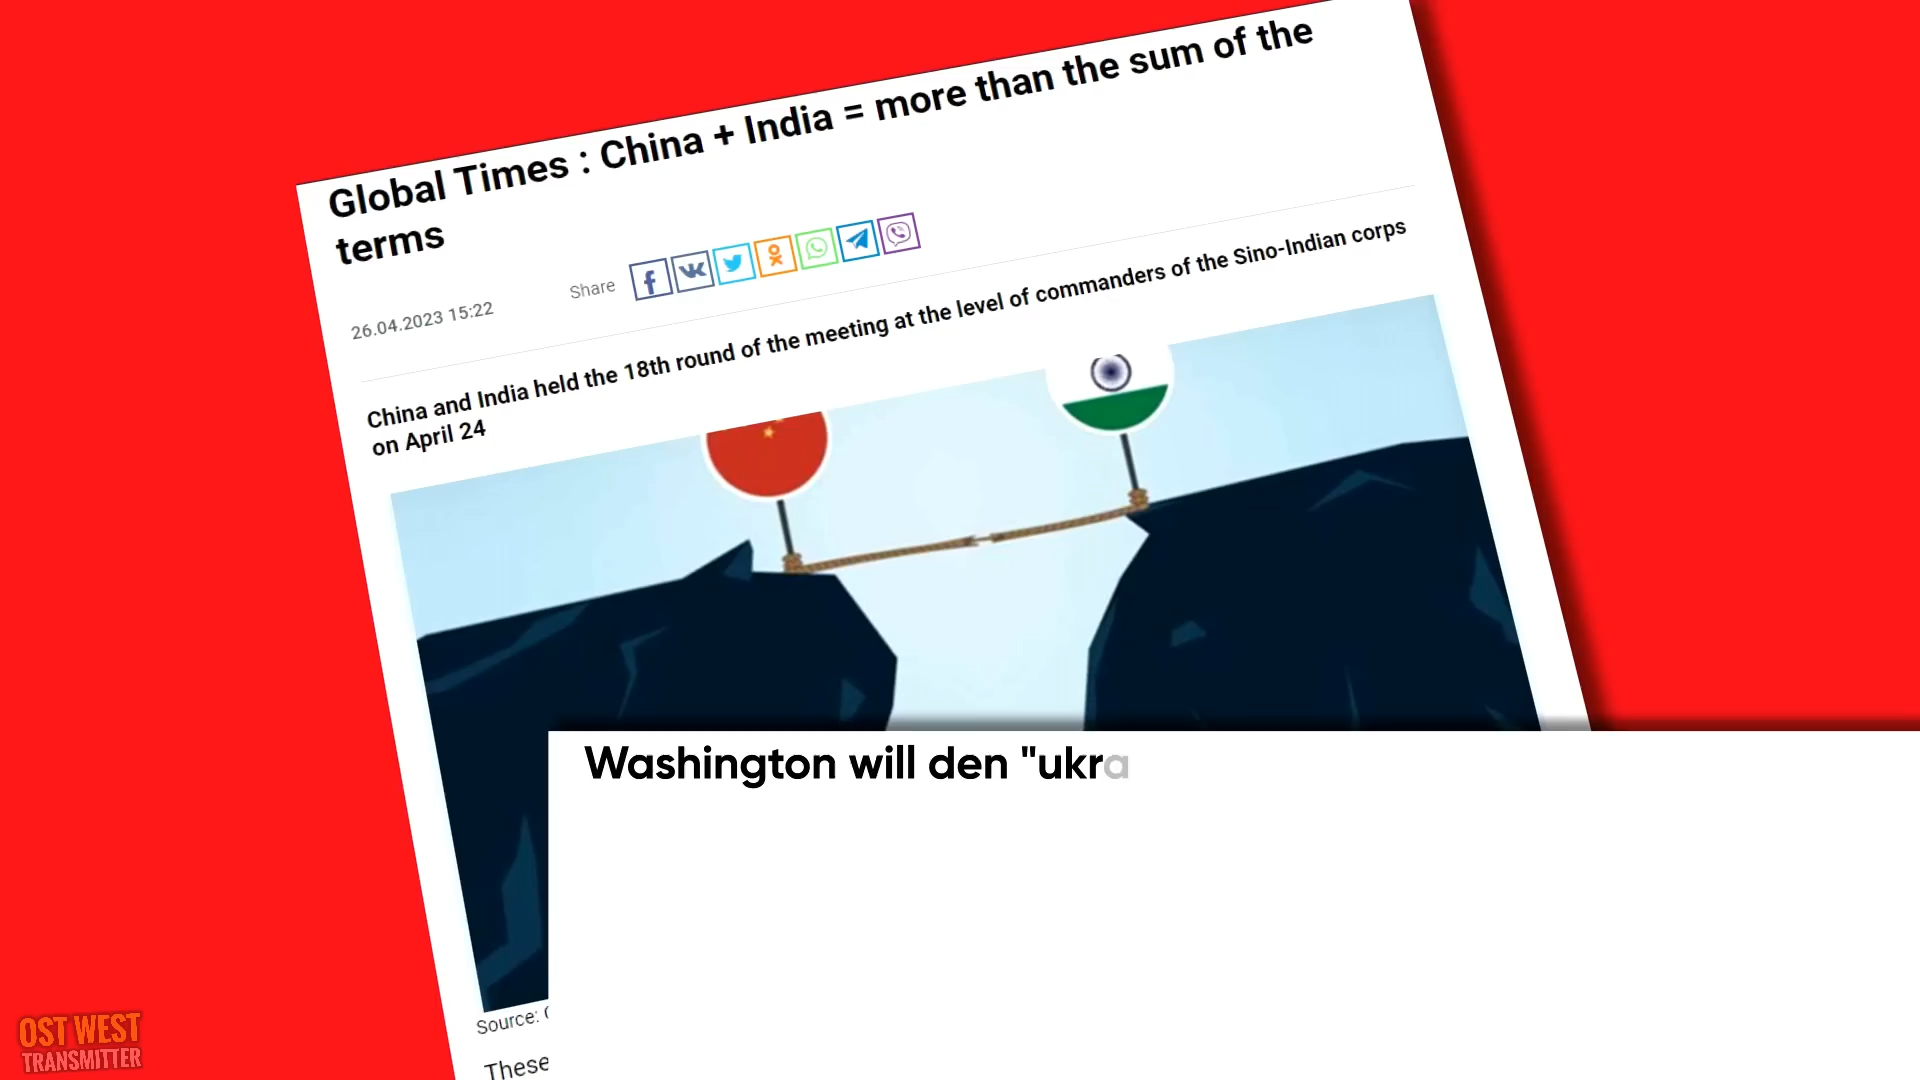 Global Times : China + India = more than the sum of the
terms
26.04.2023 15:22
Share
China and India held the 18th round of the meeting at the level of commanders of the Sino-Indian corps
on April 24
Washington will den "ukra
Source:
These
OST WEST
TRANSMITTER